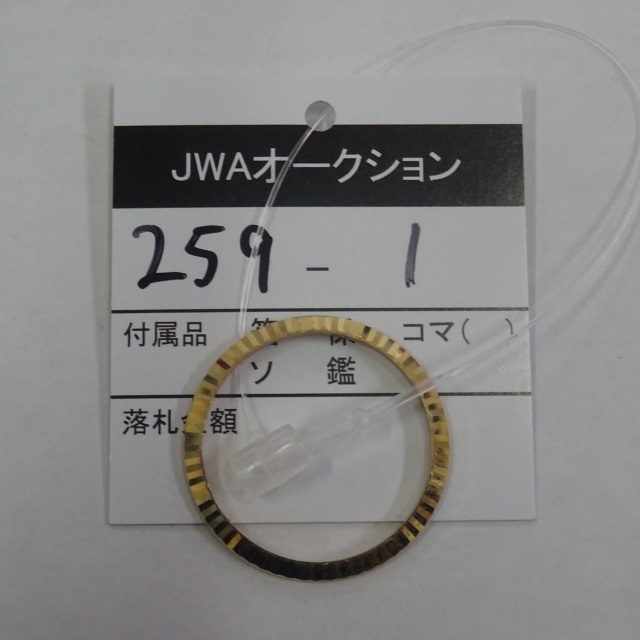 JWAオークション
259 - 1
付属品 箱 保 コマ( )
ソ 鑑
落札金額